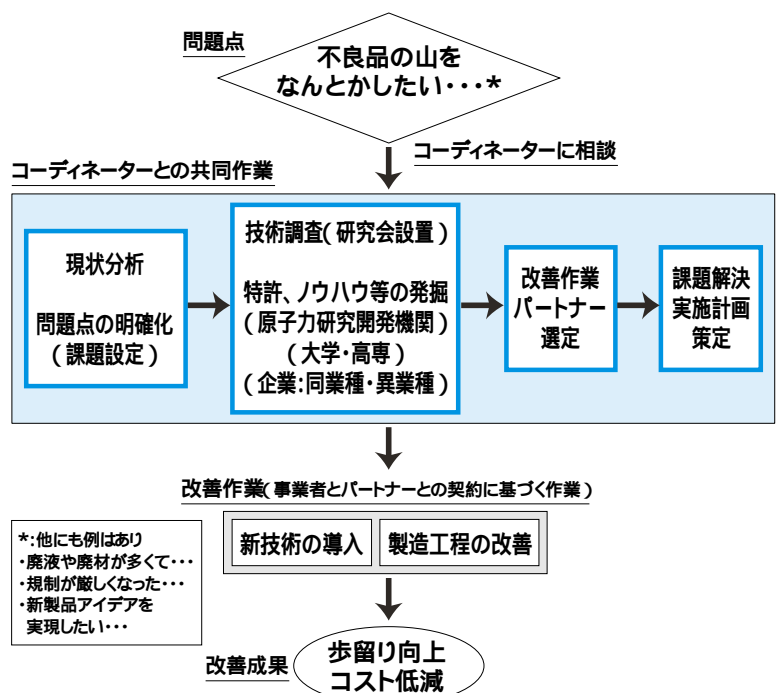 問題点
不良品の山を
なんとかしたい・・・*
コーディネーターに相談
コーディネーターとの共同作業
現状分析
問題点の明確化
(課題設定)
技術調査(研究会設置)
特許、ノウハウ等の発掘
(原子力研究開発機関)
(大学・高専)
(企業:同業種・異業種)
改善作業
パートナー
選定
課題解決
実施計画
策定
改善作業(事業者とパートナーとの契約に基づく作業)
新技術の導入
製造工程の改善
*:他にも例はあり
・廃液や廃材が多くて・・・
・規制が厳しくなった・・・
・新製品アイデアを
実現したい・・・
改善成果
歩留り向上
コスト低減